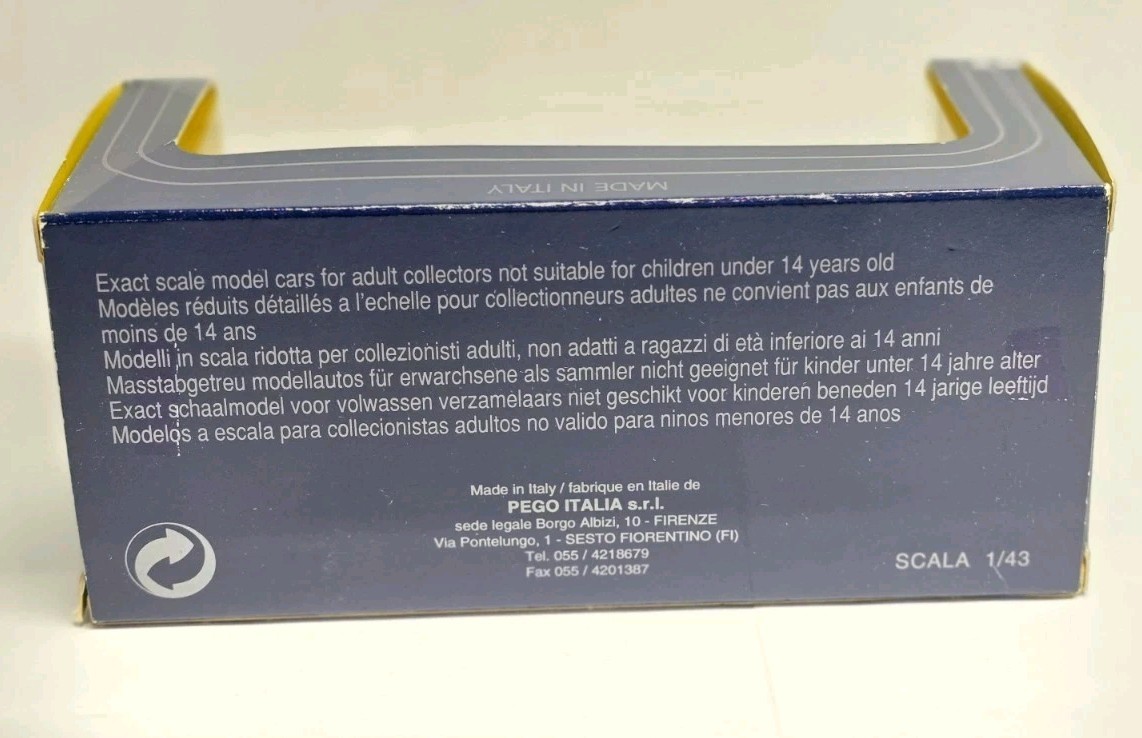 MADE IN ITALY
Exact scale model cars for adult collectors not suitable for children under 14 years old
Modèles réduits détaillés a l'echelle pour collectionneurs adultes ne convient pas aux enfants de
moins de 14 ans
Modelli in scala ridotta per collezionisti adulti, non adatti a ragazzi di età inferiore ai 14 anni
Masstabgetreu modellautos für erwarchsene als sammler nicht geeignet für kinder unter 14 jahre alter
Exact schaalmodel voor volwassen verzamelaars niet geschikt voor kinderen beneden 14 jarige leeftijd
Modelos a escala para collecionistas adultos no valido para ninos menores de 14 anos
Made in Italy / fabrique en Italie de
PEGO ITALIA s.r.l.
sede legale Borgo Albizi, 10 - FIRENZE
Via Pontelungo, 1 - SESTO FIORENTINO (FI)
Tel. 055 / 4218679
Fax 055 / 4201387
SCALA 1/43